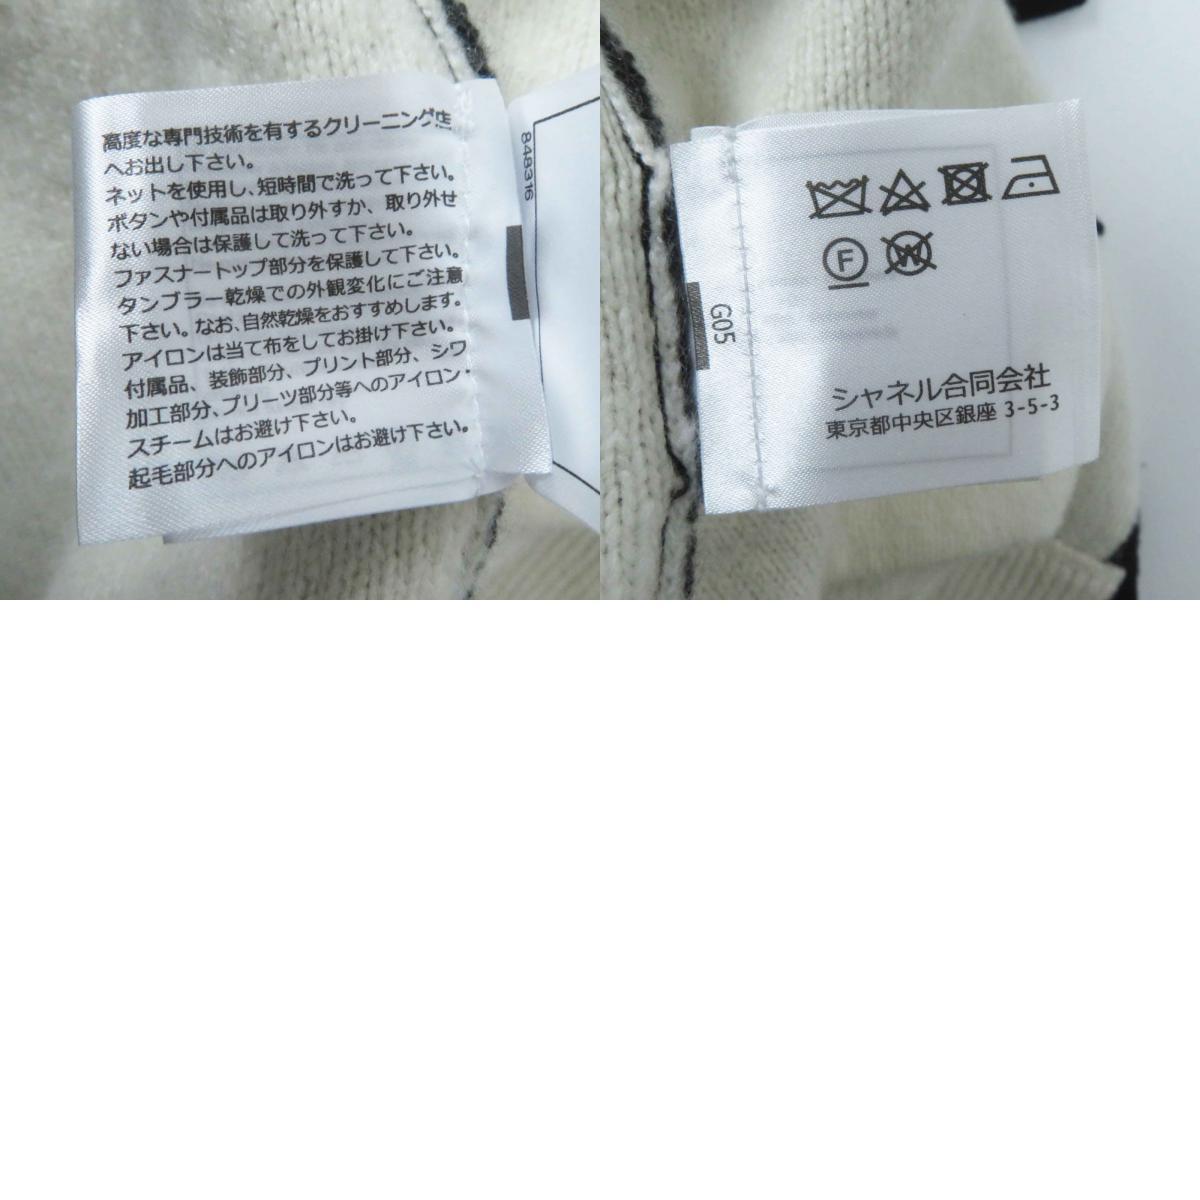 高度な専門技術を有するクリーニング店
へお出し下さい。
ネットを使用し、短時間で洗って下さい。
ボタンや付属品は取り外すか、取り外せ
ない場合は保護して洗って下さい。
ファスナートップ部分を保護して下さい。
タンブラー乾燥での外観変化にご注意
下さい。なお、自然乾燥をおすすめします。
アイロンは当て布をしてお掛け下さい。
付属品、装飾部分、プリント部分、シワ
加工部分、プリーツ部分等へのアイロン・
スチームはお避け下さい。
起毛部分へのアイロンはお避け下さい。
848316
F
W
G05
シャネル合同会社
東京都中央区銀座 3-5-3